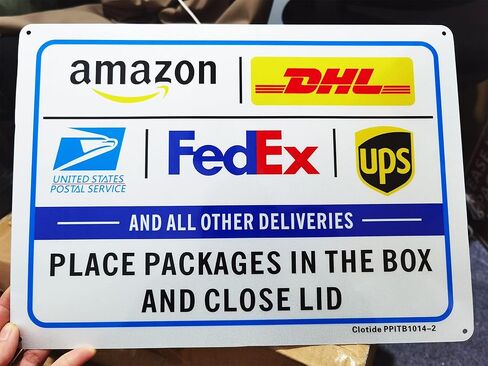 amazon
DHL
UNITED STATES
POSTAL SERVICE
FedEx
ups
AND ALL OTHER DELIVERIES
PLACE PACKAGES IN THE BOX
AND CLOSE LID
Clotide PPITB1014-2